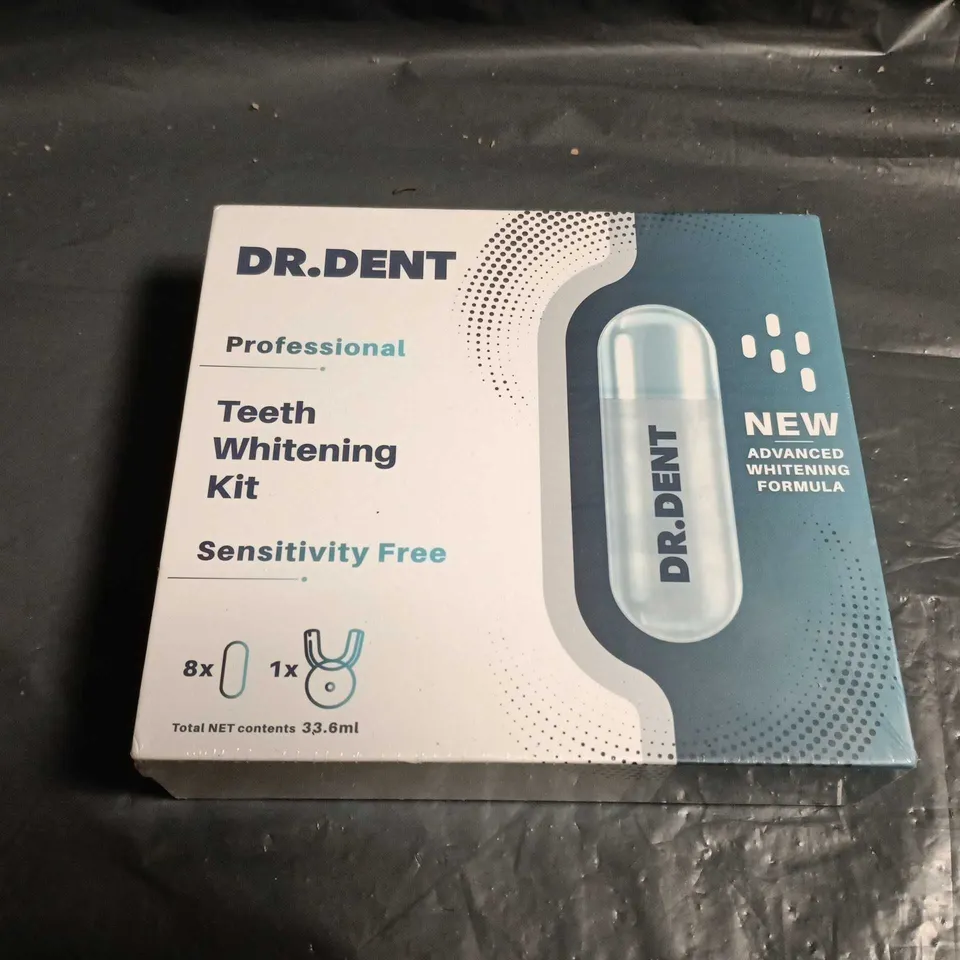 DR.DENT
Professional
Teeth
Whitening
Kit
Sensitivity Free
8x 1x
Total NET contents 33.6ml
DR.DENT
NEW
ADVANCED
WHITENING
FORMULA